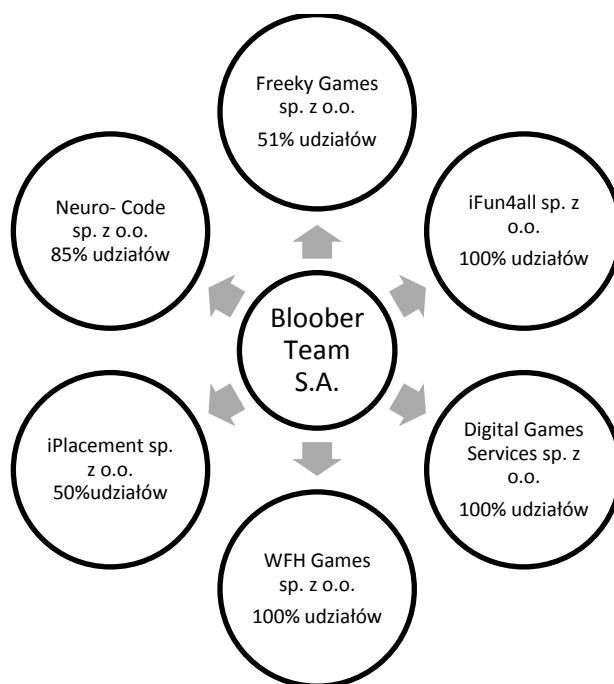 Freeky Games
sp. z o.o.
51% udziałów
Neuro- Code
sp. z o.o.
85% udziałów
iFun4all sp. z
o.o.
100% udziałów
Bloober
Team
S.A.
iPlacement sp.
z o.o.
50%udziałów
Digital Games
Services sp. z
o.o.
100% udziałów
WFH Games
sp. z o.o.
100% udziałów